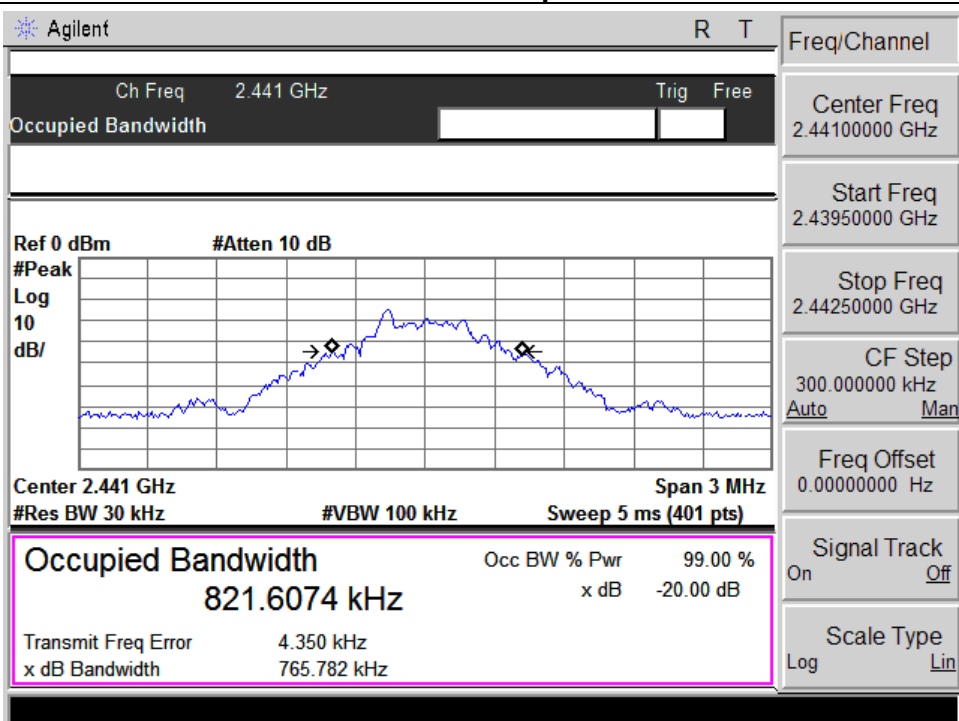 Agilent R T
Ch Freq 2.441 GHz Trig Free
Occupied Bandwidth
Ref 0 dBm #Atten 10 dB
#Peak
Log
10
dB/
Center 2.441 GHz Span 3 MHz
#Res BW 30 kHz #VBW 100 kHz Sweep 5 ms (401 pts)
Occupied Bandwidth Occ BW % Pwr 99.00 %
821.6074 kHz x dB -20.00 dB
Transmit Freq Error 4.350 kHz
x dB Bandwidth 765.782 kHz
Freq/Channel
Center Freq
2.44100000 GHz
Start Freq
2.43950000 GHz
Stop Freq
2.44250000 GHz
CF Step
300.000000 kHz
Auto Man
Freq Offset
0.00000000 Hz
Signal Track
On Off
Scale Type
Log Lin